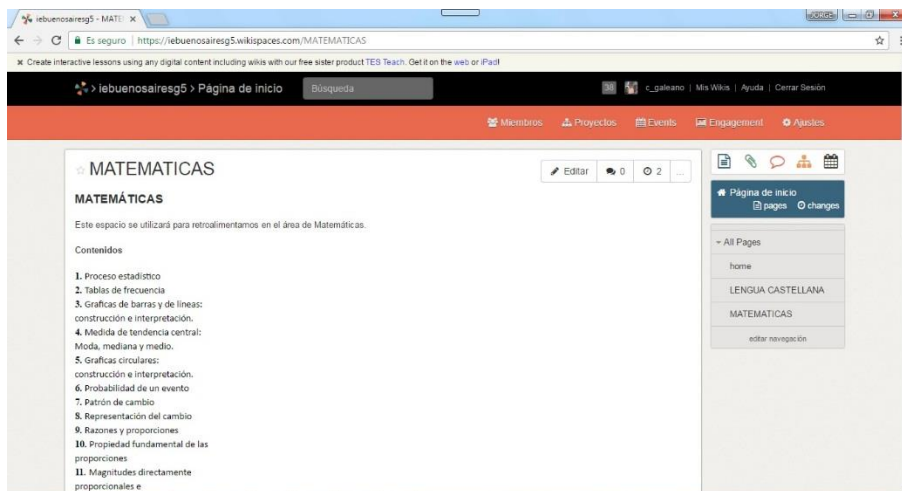 iebuenosairesg5 - MATE
JORGE
Es seguro | https://iebuenosairesg5.wikispaces.com/MATEMATICAS
Create interactive lessons using any digital content including wikis with our free sister product TES Teach. Get it on the web or iPad!
> iebuenosairesg5 > Página de inicio
Búsqueda
38 c_galeano | Mis Wikis | Ayuda | Cerrar Sesión
Miembros Proyectos Events Engagement Ajustes
MATEMATICAS
Editar 0 2 ...
MATEMÁTICAS
Este espacio se utilizará para retroalimentarnos en el área de Matemáticas.
Contenidos
1. Proceso estadístico
2. Tablas de frecuencia
3. Graficas de barras y de líneas:
construcción e interpretación.
4. Medida de tendencia central:
Moda, mediana y medio.
5. Graficas circulares:
construcción e interpretación.
6. Probabilidad de un evento
7. Patrón de cambio
8. Representación del cambio
9. Razones y proporciones
10. Propiedad fundamental de las
proporciones
11. Magnitudes directamente
proporcionales e
Página de inicio
pages changes
All Pages
home
LENGUA CASTELLANA
MATEMATICAS
editar navegación